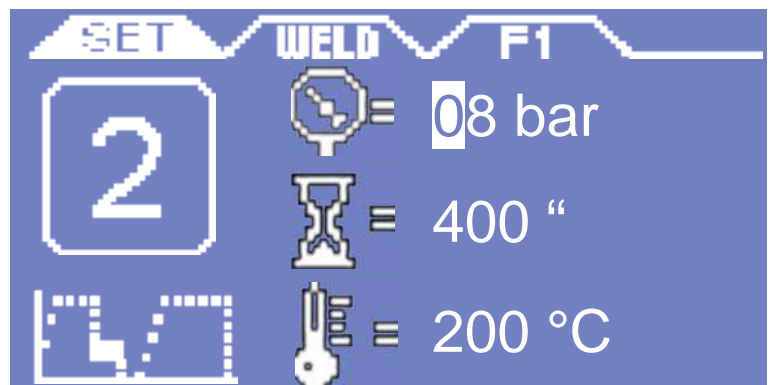 SET WELD F1
2
= 08 bar
= 400 “
= 200 °C